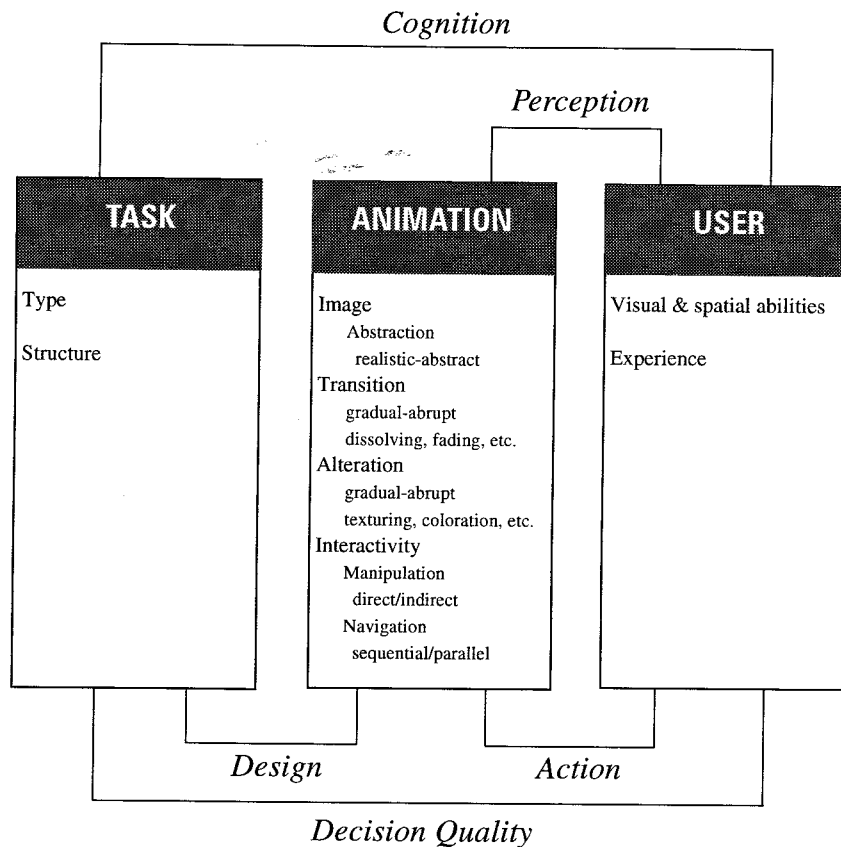 Cognition
Perception
TASK
Type
Structure
ANIMATION
Image
Abstraction
realistic-abstract
Transition
gradual-abrupt
dissolving, fading, etc.
Alteration
gradual-abrupt
texturing, coloration, etc.
Interactivity
Manipulation
direct/indirect
Navigation
sequential/parallel
USER
Visual & spatial abilities
Experience
Design
Action
Decision Quality